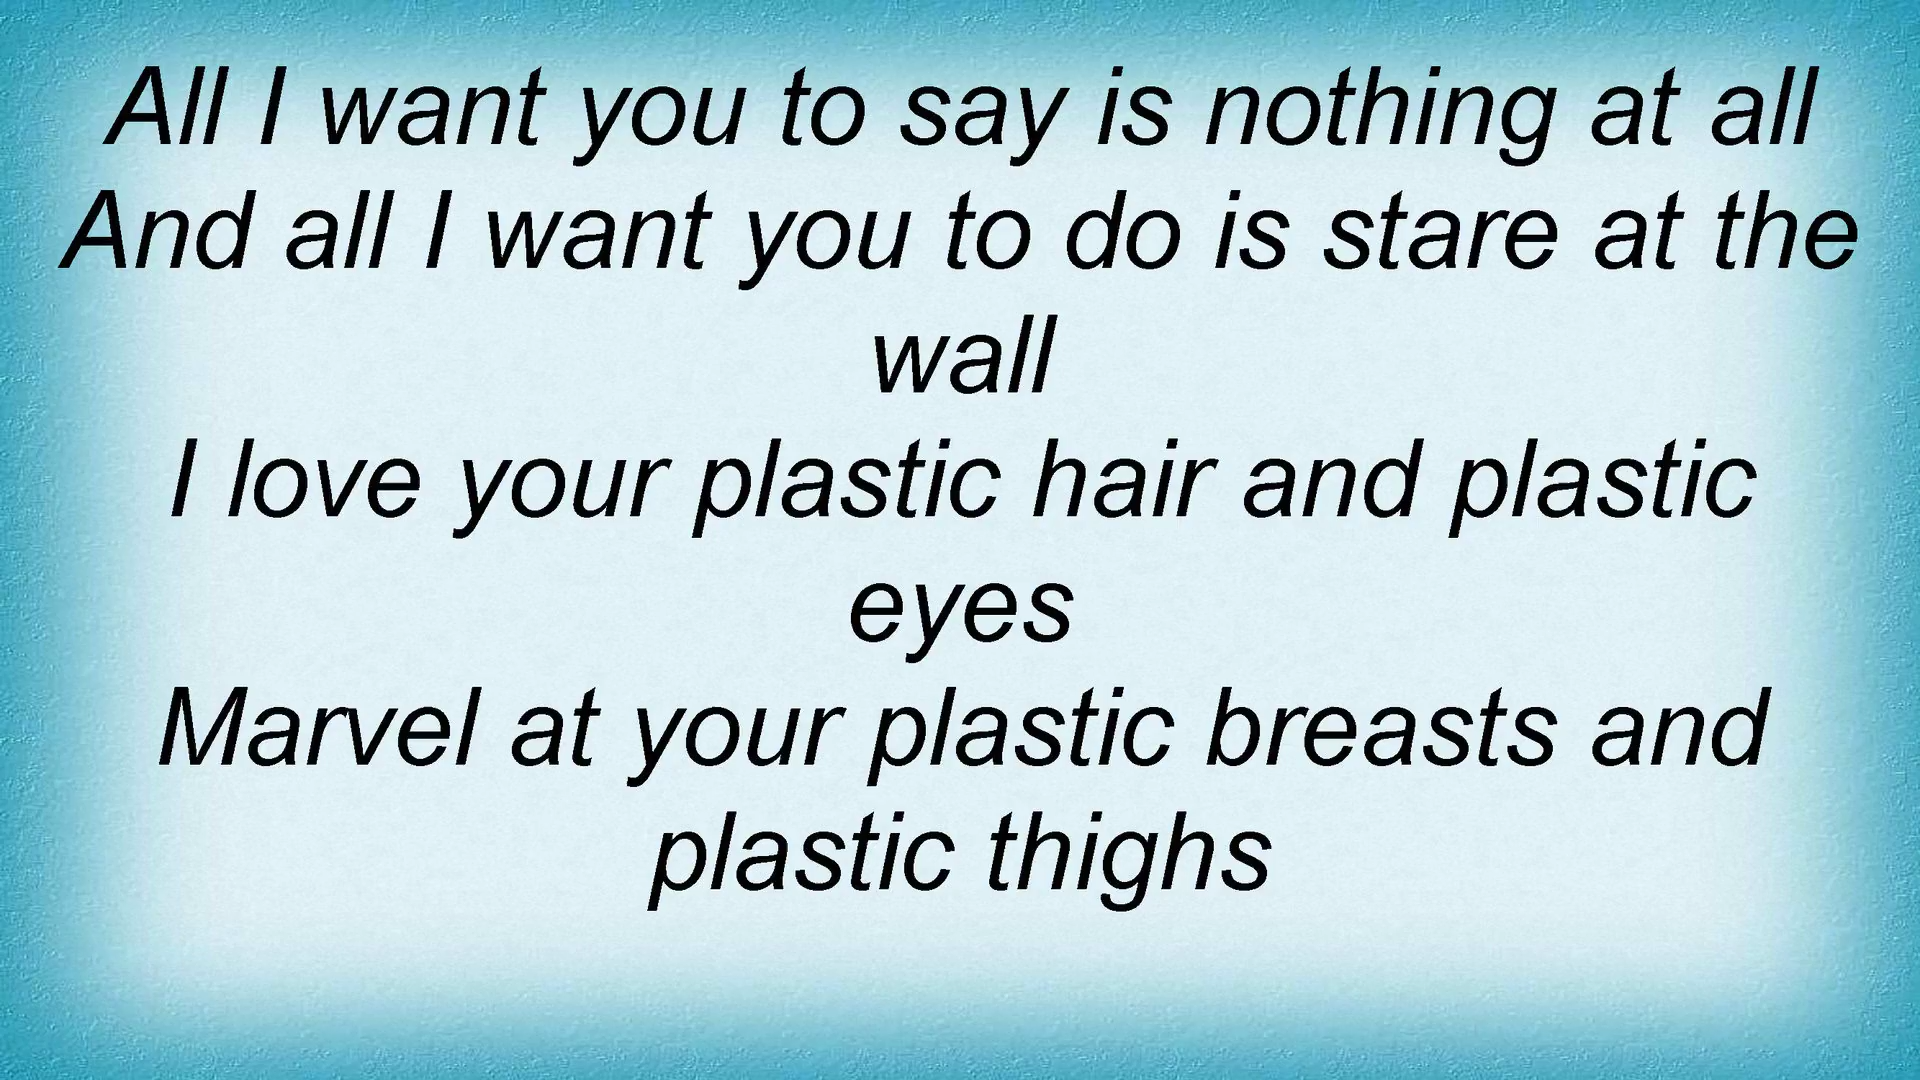 All I want you to say is nothing at all
And all I want you to do is stare at the
wall
I love your plastic hair and plastic
eyes
Marvel at your plastic breasts and
plastic thighs